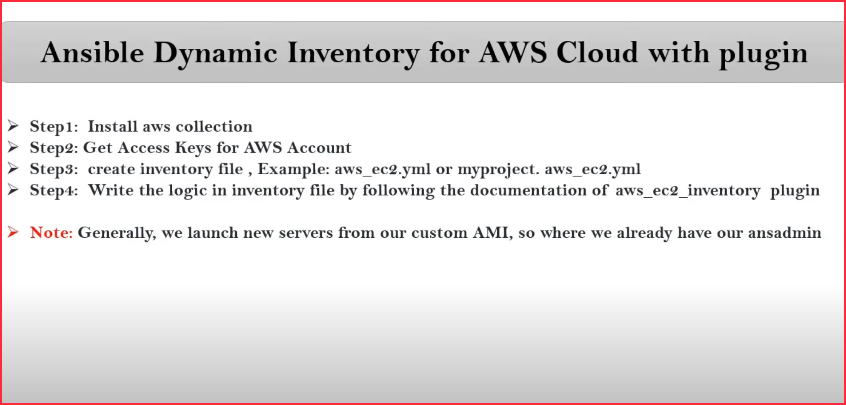 Ansible Dynamic Inventory for AWS Cloud with plugin
➢ Step1: Install aws collection
➢ Step2: Get Access Keys for AWS Account
➢ Step3: create inventory file , Example: aws_ec2.yml or myproject. aws_ec2.yml
➢ Step4: Write the logic in inventory file by following the documentation of aws_ec2_inventory plugin
➢ Note: Generally, we launch new servers from our custom AMI, so where we already have our ansadmin